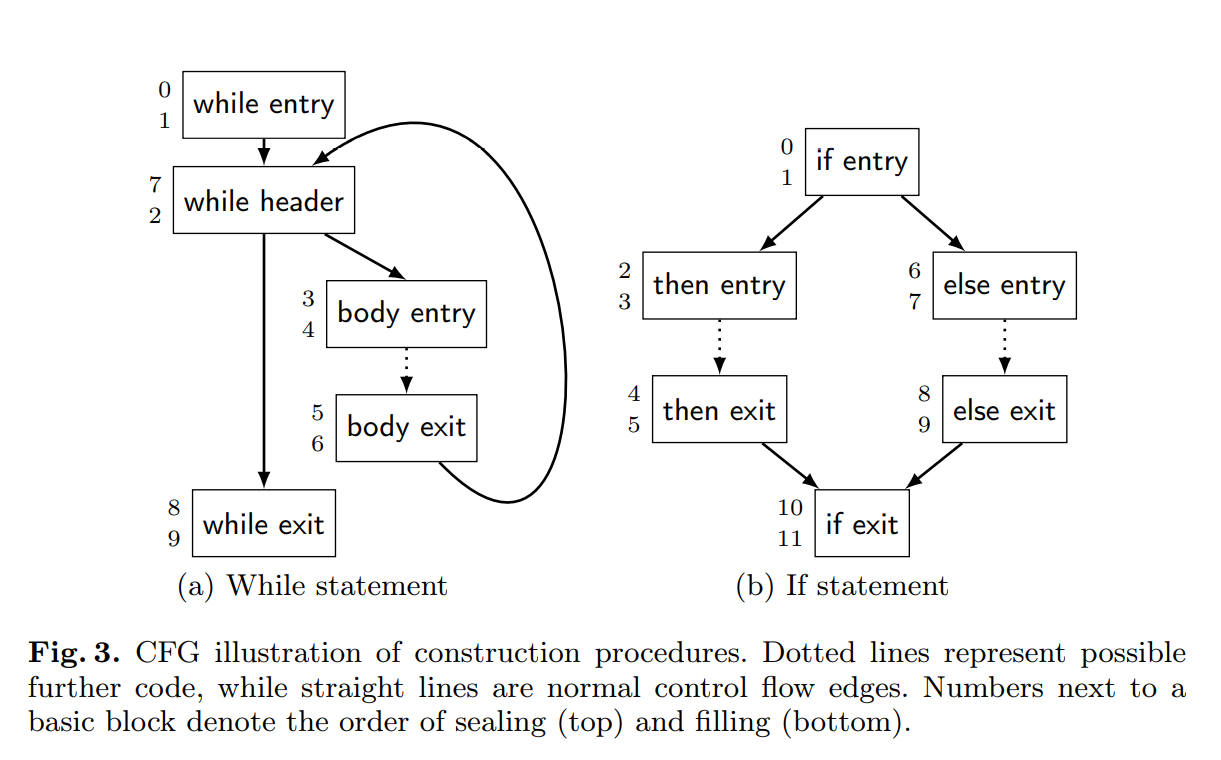 0
while entry
1
7
while header
2
3
body entry
4
5
body exit
6
8
while exit
9
(a) While statement
0
if entry
1
2
then entry
3
6
else entry
7
4
then exit
5
8
else exit
9
10
if exit
11
(b) If statement
Fig. 3. CFG illustration of construction procedures. Dotted lines represent possible
further code, while straight lines are normal control flow edges. Numbers next to a
basic block denote the order of sealing (top) and filling (bottom).